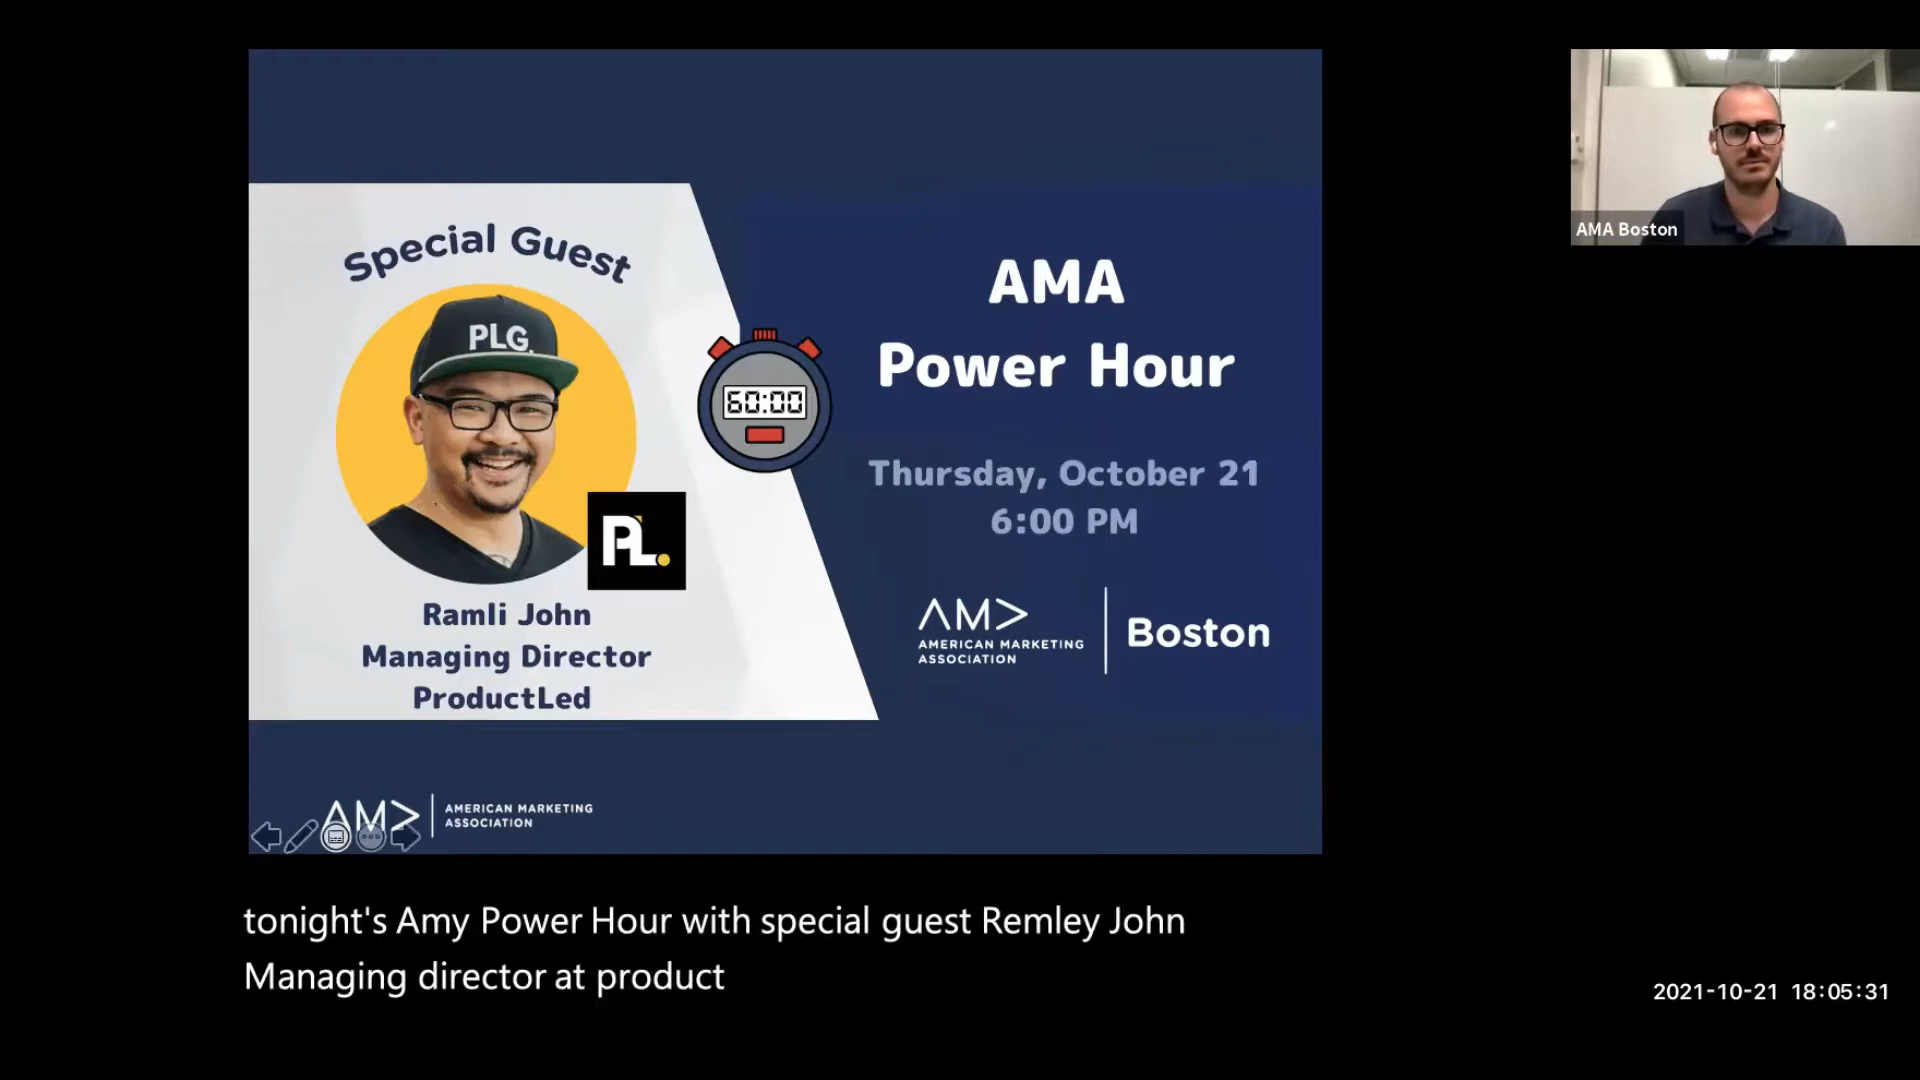 Special Guest
PLG.
PL.
Ramli John
Managing Director
ProductLed
60:00
AMA
Power Hour
Thursday, October 21
6:00 PM
AMA
AMERICAN MARKETING
ASSOCIATION
Boston
AMA
AMERICAN MARKETING
ASSOCIATION
AMA Boston
tonight's Amy Power Hour with special guest Remley John
Managing director at product
2021-10-21 18:05:31